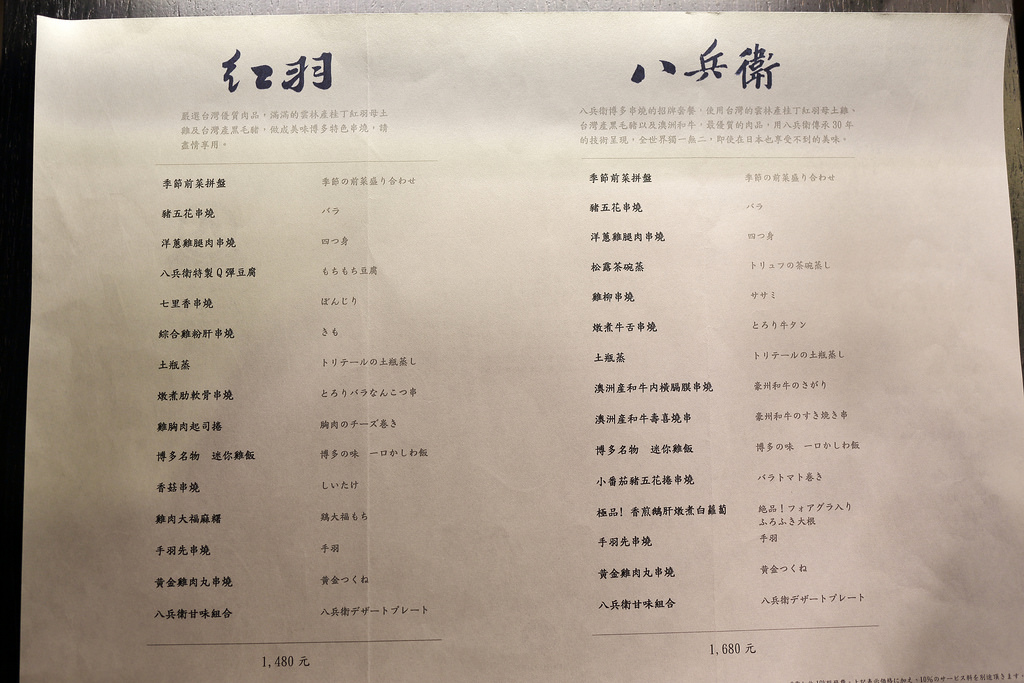 红羽
嚴選台灣優質肉品，滿滿的雲林產桂丁紅羽母土
雞及台灣產黑毛豬，做成美味博多特色串燒，請
盡情享用。
季節前菜拼盤 季節の前菜盛り合わせ
豬五花串燒 バラ
洋蔥雞腿肉串燒 四つ身
八兵衛特製Q彈豆腐 もちもち豆腐
七里香串燒 ぼんじり
綜合雞粉肝串燒 きも
土瓶蒸 トリテールの土瓶蒸し
燉煮肋軟骨串燒 とろりバラなんこつ串
雞胸肉起司捲 胸肉のチーズ巻き
博多名物 迷你雞飯 博多の味 一口かしわ飯
香菇串燒 しいたけ
雞肉大福麻糬 鶏大福もち
手羽先串燒 手羽
黃金雞肉丸串燒 黄金つくね
八兵衛甘味組合 八兵衛デザートプレート
1,480 元
八兵衛
八兵衛博多串燒的招牌套餐，使用台灣的雲林產桂丁紅羽母土雞、
台灣產黑毛豬以及澳洲和牛，最優質的肉品，用八兵衛傳承30年
的技術呈現，全世界獨一無二，即使在日本也享受不到的美味。
季節前菜拼盤 季節の前菜盛り合わせ
豬五花串燒 バラ
洋蔥雞腿肉串燒 四つ身
松露茶碗蒸 トリュフの茶碗蒸し
雞柳串燒 ササミ
燉煮牛舌串燒 とろり牛タン
土瓶蒸 トリテールの土瓶蒸し
澳洲産和牛內橫膈膜串燒 豪州和牛のさがり
澳洲産和牛壽喜燒串 豪州和牛のすき焼き串
博多名物 迷你雞飯 博多の味 一口かしわ飯
小番茄豬五花捲串燒 バラトマト巻き
極品！香煎鵝肝燉煮白蘿蔔 絶品！フォアグラ入り
ふろふき大根
手羽先串燒 手羽
黃金雞肉丸串燒 黄金つくね
八兵衛甘味組合 八兵衛デザートプレート
1,680 元
上記表示価格に加え、10%のサービス料を別途頂きます。